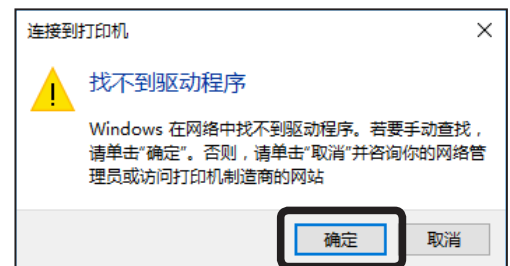 连接到打印机
找不到驱动程序
Windows 在网络中找不到驱动程序。若要手动查找，
请单击“确定”。否则，请单击“取消”并咨询你的网络管
理员或访问打印机制造商的网站
确定
取消